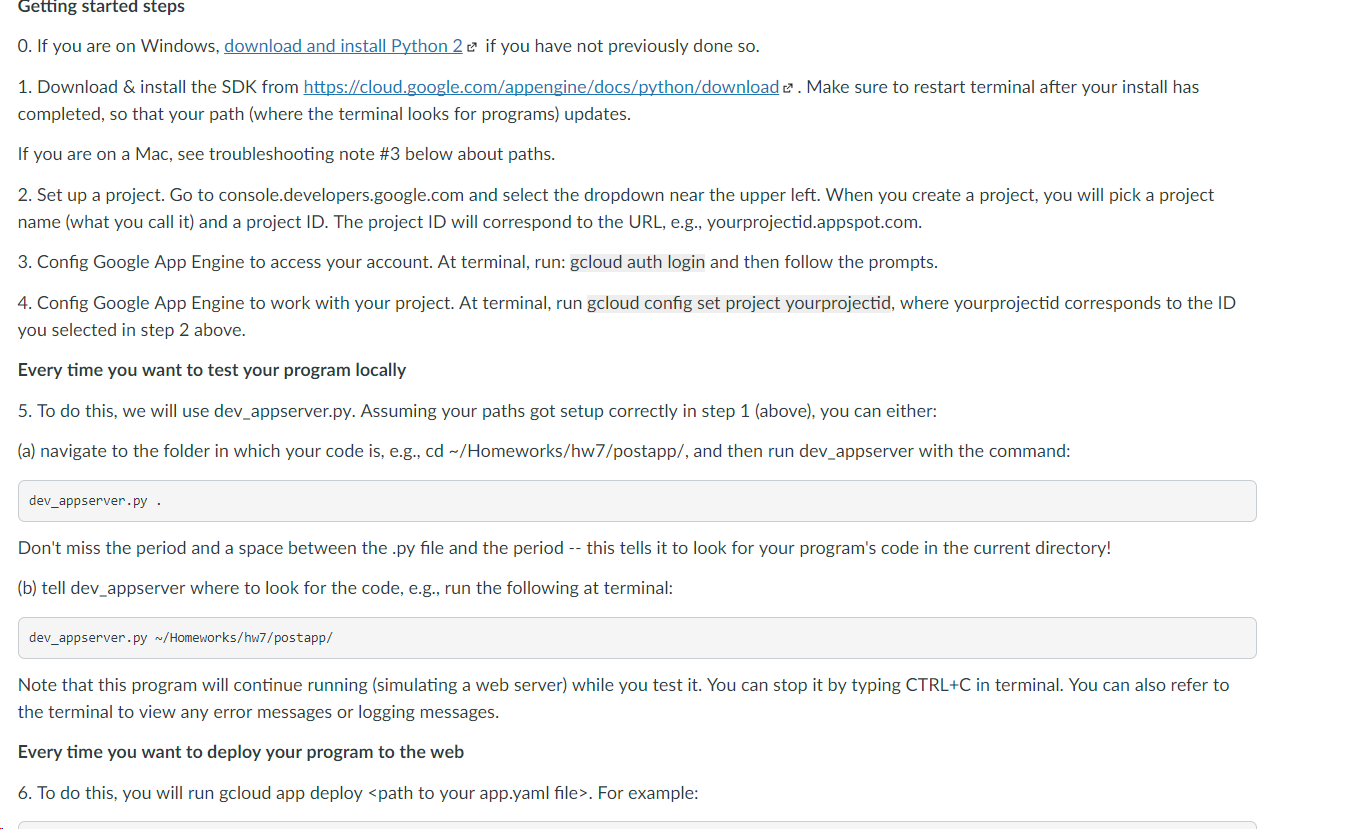 Getting started steps
0. If you are on Windows, download and install Python 2 if you have not previously done so.
1. Download & install the SDK from https://cloud.google.com/appengine/docs/python/download . Make sure to restart terminal after your install has
completed, so that your path (where the terminal looks for programs) updates.
If you are on a Mac, see troubleshooting note #3 below about paths.
2. Set up a project. Go to console.developers.google.com and select the dropdown near the upper left. When you create a project, you will pick a project
name (what you call it) and a project ID. The project ID will correspond to the URL, e.g., yourprojectid.appspot.com.
3. Config Google App Engine to access your account. At terminal, run: gcloud auth login and then follow the prompts.
4. Config Google App Engine to work with your project. At terminal, run gcloud config set project yourprojectid, where yourprojectid corresponds to the ID
you selected in step 2 above.
Every time you want to test your program locally
5. To do this, we will use dev_appserver.py. Assuming your paths got setup correctly in step 1 (above), you can either:
(a) navigate to the folder in which your code is, e.g., cd ~/Homeworks/hw7/postapp/, and then run dev_appserver with the command:
dev_appserver.py .
Don't miss the period and a space between the .py file and the period -- this tells it to look for your program's code in the current directory!
(b) tell dev_appserver where to look for the code, e.g., run the following at terminal:
dev_appserver.py ~/Homeworks/hw7/postapp/
Note that this program will continue running (simulating a web server) while you test it. You can stop it by typing CTRL+C in terminal. You can also refer to
the terminal to view any error messages or logging messages.
Every time you want to deploy your program to the web
6. To do this, you will run gcloud app deploy <path to your app.yaml file>. For example: